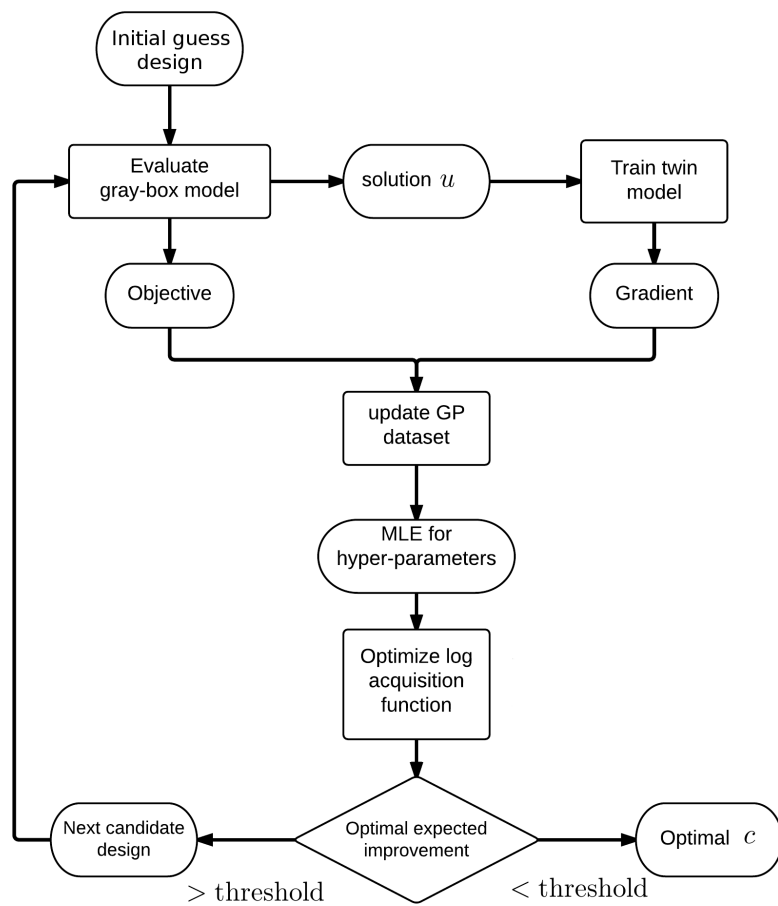 Initial guess
design
Evaluate
gray-box model
solution u
Train twin
model
Objective
Gradient
update GP
dataset
MLE for
hyper-parameters
Optimize log
acquisition
function
Next candidate
design
Optimal expected
improvement
Optimal c
> threshold
< threshold